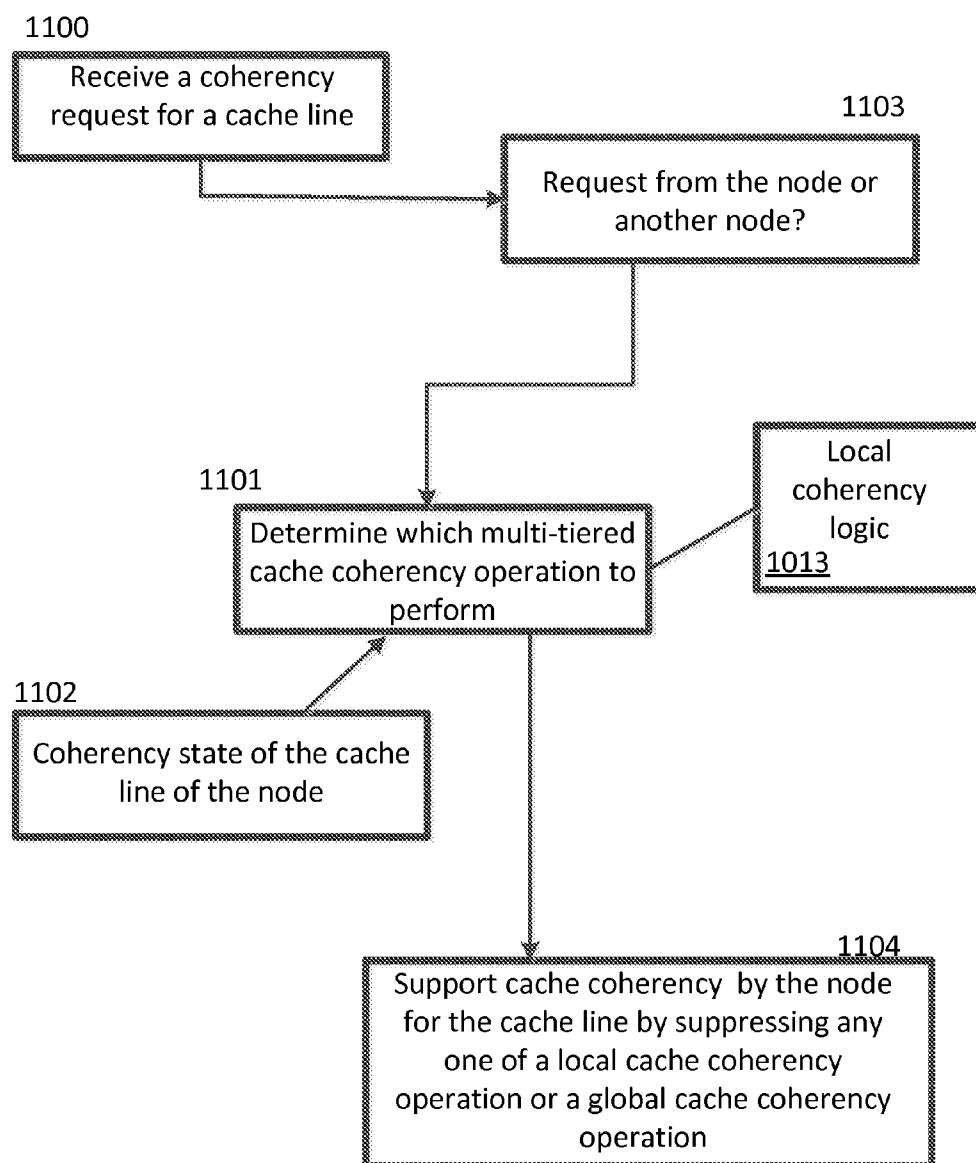 1100
Receive a coherency
request for a cache line
1103
Request from the node or
another node?
1101
Determine which multi-tiered
cache coherency operation to
perform
Local
coherency
logic
1013
1102
Coherency state of the cache
line of the node
1104
Support cache coherency by the node
for the cache line by suppressing any
one of a local cache coherency
operation or a global cache coherency
operation